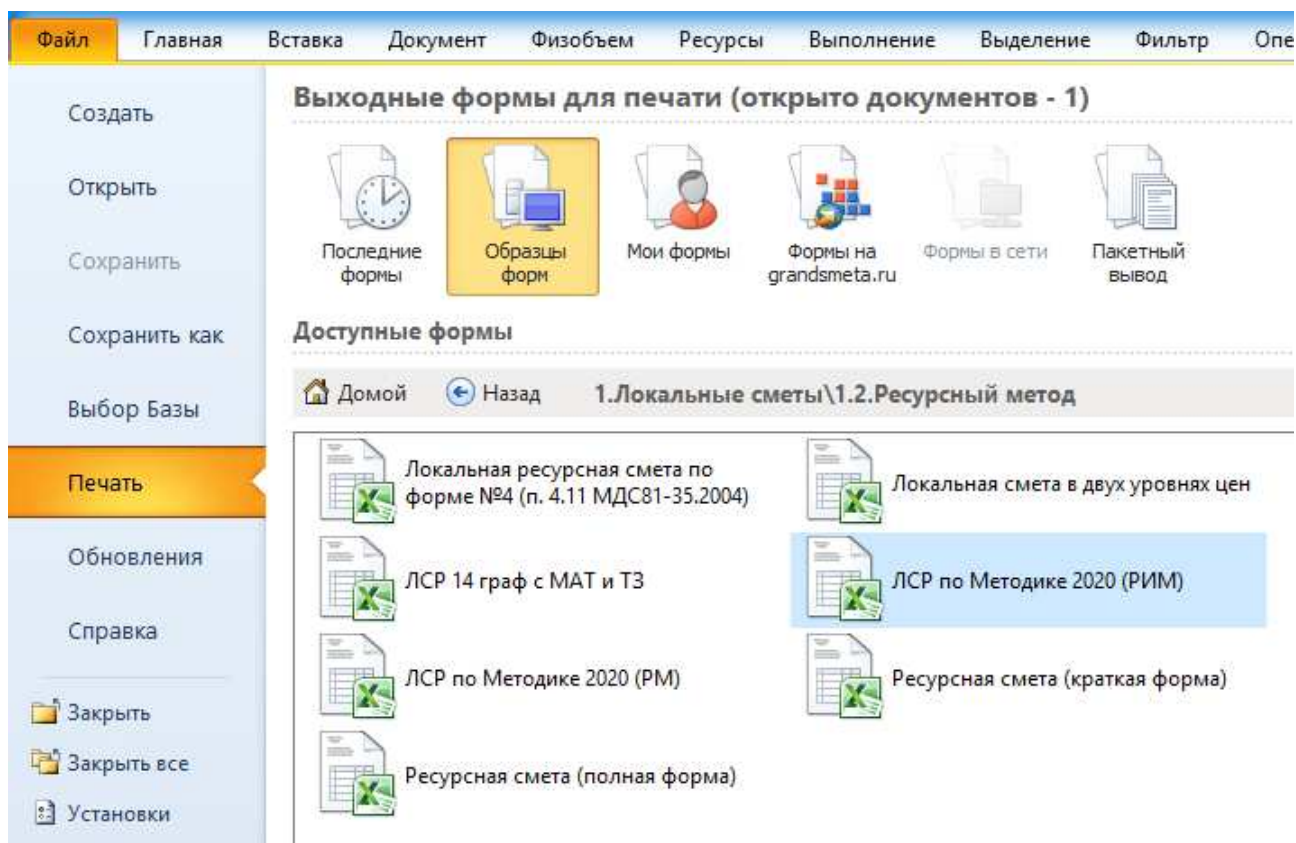 Файл Главная Вставка Документ Физобъем Ресурсы Выполнение Выделение Фильтр Опе
Создать
Открыть
Сохранить
Сохранить как
Выбор Базы
Печать
Обновления
Справка
Закрыть
Закрыть все
Установки
Выходные формы для печати (открыто документов - 1)
Последние
формы
Образцы
форм
Мои формы
Формы на
grandsmeta.ru
Формы в сети
Пакетный
вывод
Доступные формы
Домой Назад 1.Локальные сметы\1.2.Ресурсный метод
Локальная ресурсная смета по
форме №4 (п. 4.11 МДС81-35.2004)
Локальная смета в двух уровнях цен
ЛСР 14 граф с МАТ и ТЗ
ЛСР по Методике 2020 (РИМ)
ЛСР по Методике 2020 (РМ)
Ресурсная смета (краткая форма)
Ресурсная смета (полная форма)